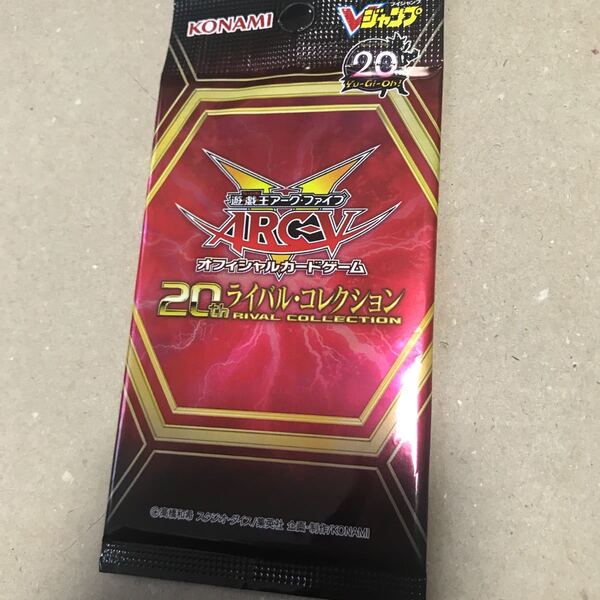 KONAMI
ブイジャンプ
Vジャンプ
20th
Yu-Gi-Oh!
遊戯王アーク・ファイブ
ARC-V
オフィシャルカードゲーム
20th ライバル・コレクション
RIVAL COLLECTION
©高橋和希 スタジオ・ダイス/集英社 企画・制作/KONAMI